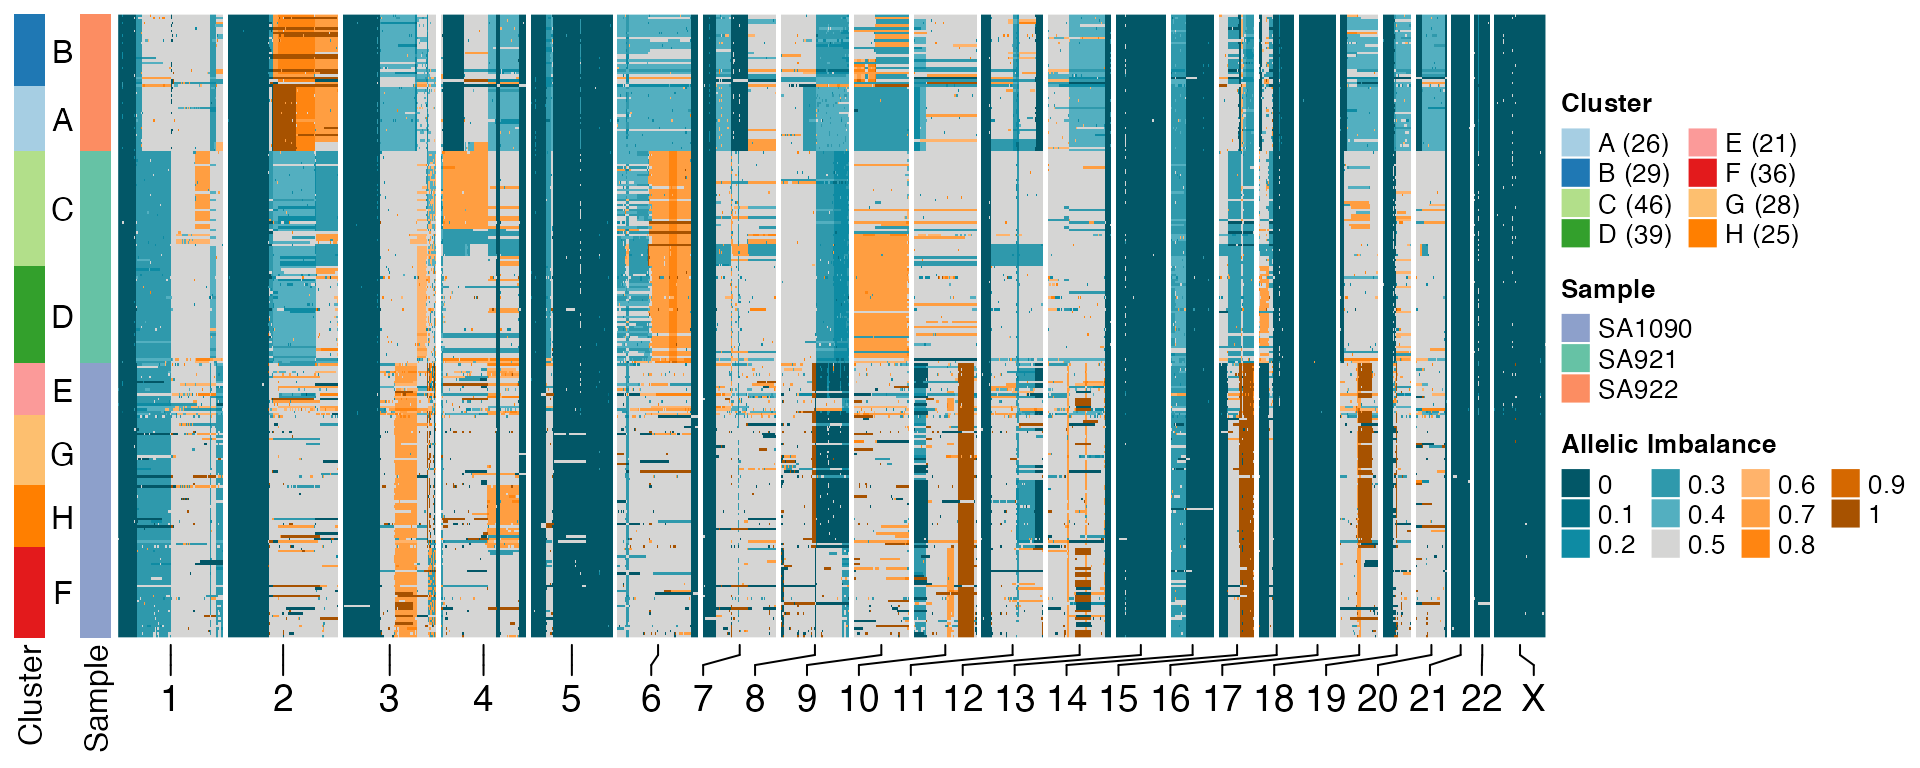 B
A
C
D
E
G
H
F
Cluster
Sample
1 2 3 4 5 6 7 8 9 10 11 12 13 14 15 16 17 18 19 20 21 22 X
Cluster
A (26) E (21)
B (29) F (36)
C (46) G (28)
D (39) H (25)
Sample
SA1090
SA921
SA922
Allelic Imbalance
0 0.3 0.6 0.9
0.1 0.4 0.7 1
0.2 0.5 0.8